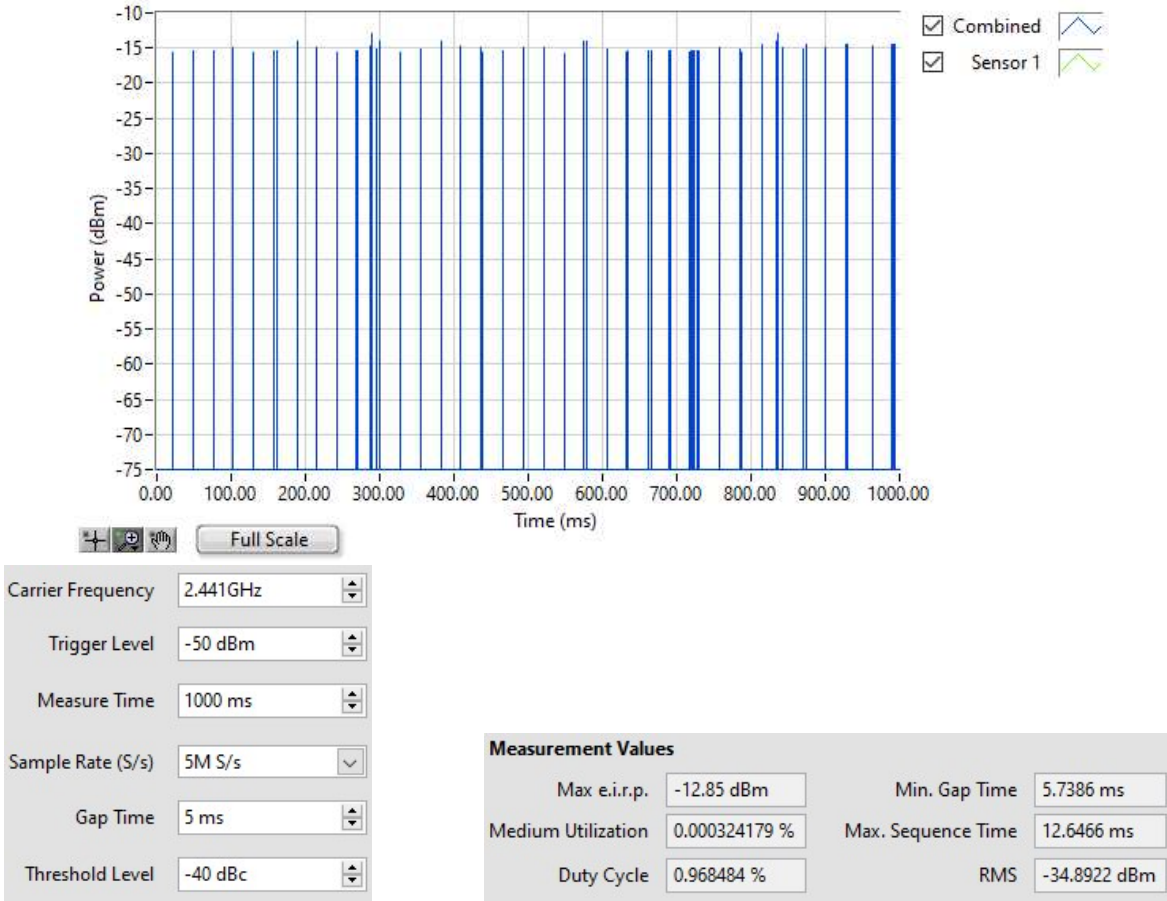 -10
-15
-20
-25
-30
-35
-40
-45
-50
-55
-60
-65
-70
-75
Power (dBm)
0.00 100.00 200.00 300.00 400.00 500.00 600.00 700.00 800.00 900.00 1000.00
Time (ms)
Combined
Sensor 1
Full Scale
Carrier Frequency 2.441GHz
Trigger Level -50 dBm
Measure Time 1000 ms
Sample Rate (S/s) 5M S/s
Gap Time 5 ms
Threshold Level -40 dBc
Measurement Values
Max e.i.r.p. -12.85 dBm Min. Gap Time 5.7386 ms
Medium Utilization 0.000324179 % Max. Sequence Time 12.6466 ms
Duty Cycle 0.968484 % RMS -34.8922 dBm